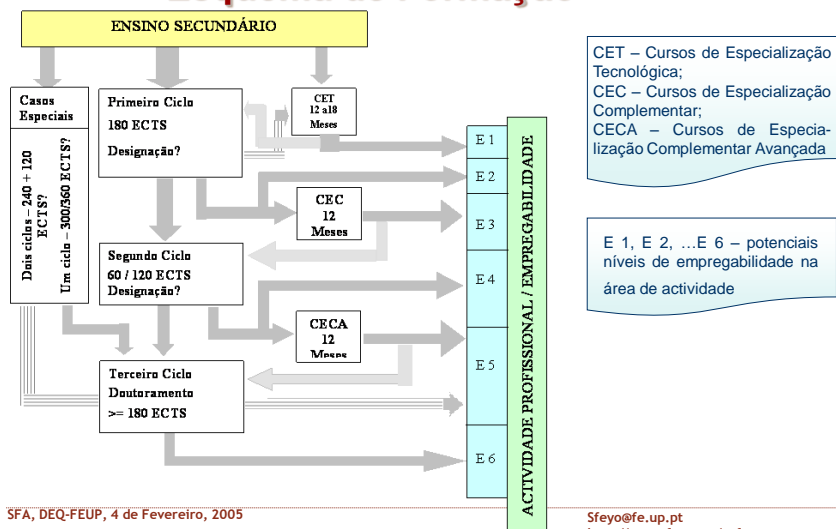 Esquema de Formação
ENSINO SECUNDÁRIO
Casos
Especiais
Dois ciclos – 240 + 120
ECTS?
Um ciclo – 300/360 ECTS?
Primeiro Ciclo
180 ECTS
Designação?
CET
12 a18
Meses
CEC
12
Meses
Segundo Ciclo
60 / 120 ECTS
Designação?
CECA
12
Meses
Terceiro Ciclo
Doutoramento
>= 180 ECTS
E 1
E 2
E 3
E 4
E 5
E 6
ACTIVIDADE PROFISSIONAL / EMPREGABILIDADE
CET – Cursos de Especialização
Tecnológica;
CEC – Cursos de Especialização
Complementar;
CECA – Cursos de Especia-
lização Complementar Avançada
E 1, E 2, …E 6 – potenciais
níveis de empregabilidade na
área de actividade
SFA, DEQ-FEUP, 4 de Fevereiro, 2005
Sfeyo@fe.up.pt